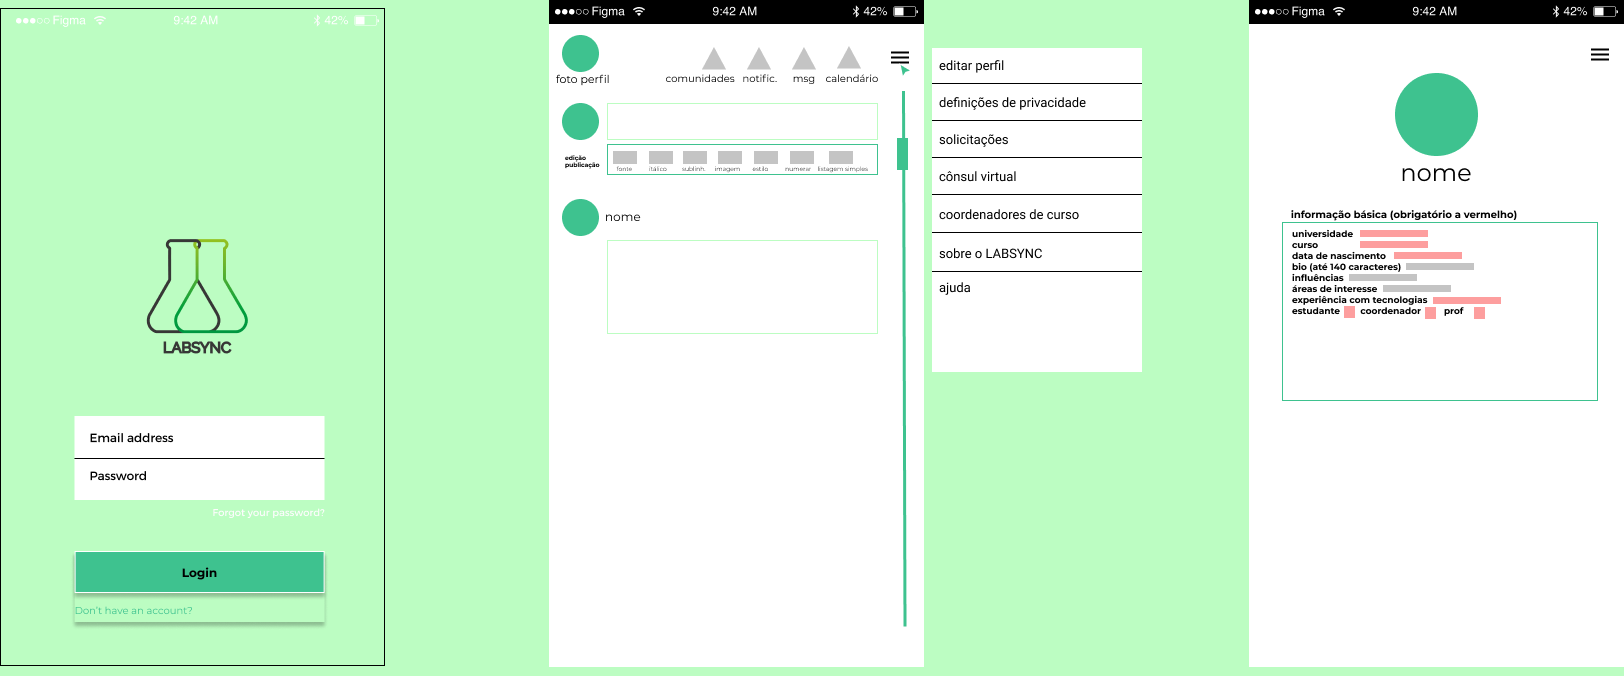 Figma 9:42 AM 42%
LABSYNC
Email address
Password
Forgot your password?
Login
Don't have an account?
Figma 9:42 AM 42%
foto perfil
comunidades notific. msg calendário
edição
publicação
fonte itálico sublinh. imagem estilo numerar listagem simples
nome
editar perfil
definições de privacidade
solicitações
cônsul virtual
coordenadores de curso
sobre o LABSYNC
ajuda
Figma 9:42 AM 42%
nome
informação básica (obrigatório a vermelho)
universidade
curso
data de nascimento
bio (até 140 caracteres)
influências
áreas de interesse
experiência com tecnologias
estudante coordenador prof